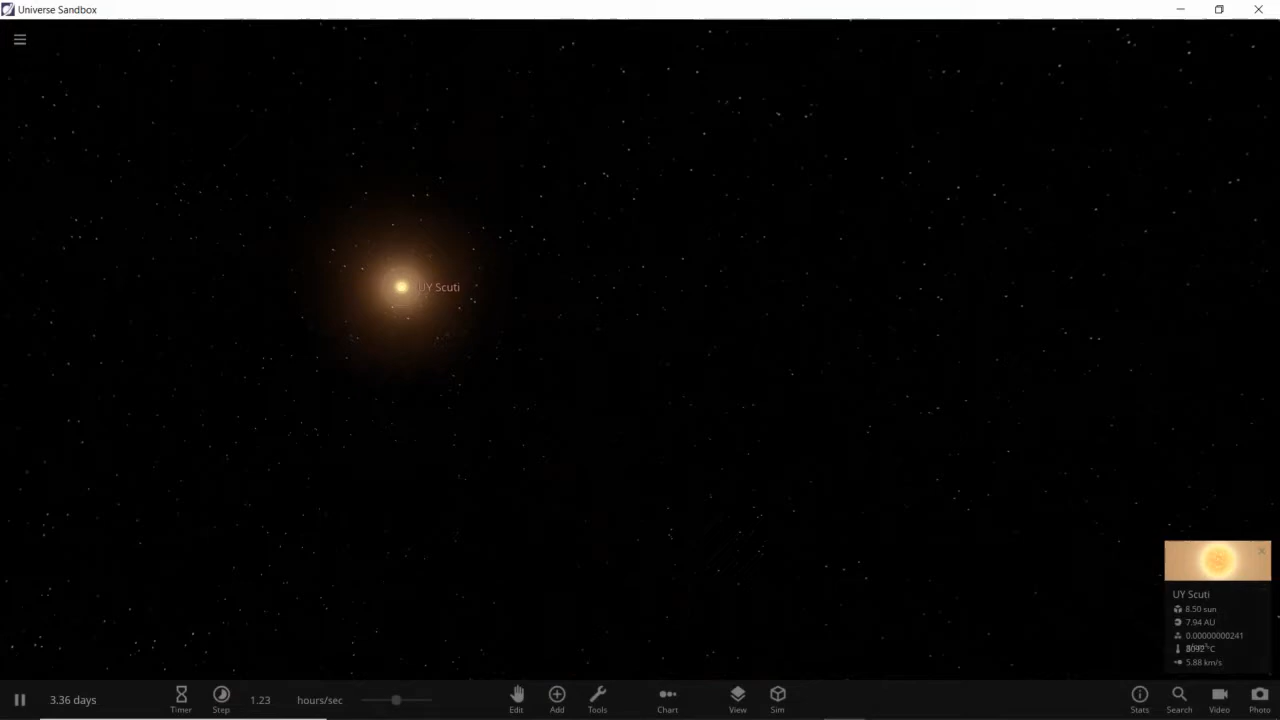 Universe Sandbox
UY Scuti
UY Scuti
8.50 sun
7.94 AU
0.00000000241
5.88 km/s
3.36 days
Timer
Step
1.23
hours/sec
Edit
Add
Tools
Chart
View
Sim
Stats
Search
Video
Photo